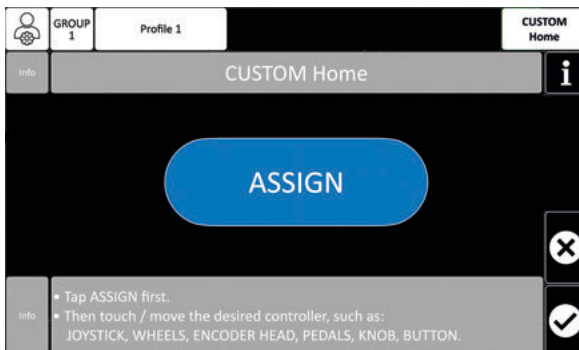 GROUP
1
Profile 1
CUSTOM
Home
Info
CUSTOM Home
i
ASSIGN
Info
• Tap ASSIGN first.
• Then touch / move the desired controller, such as:
JOYSTICK, WHEELS, ENCODER HEAD, PEDALS, KNOB, BUTTON.